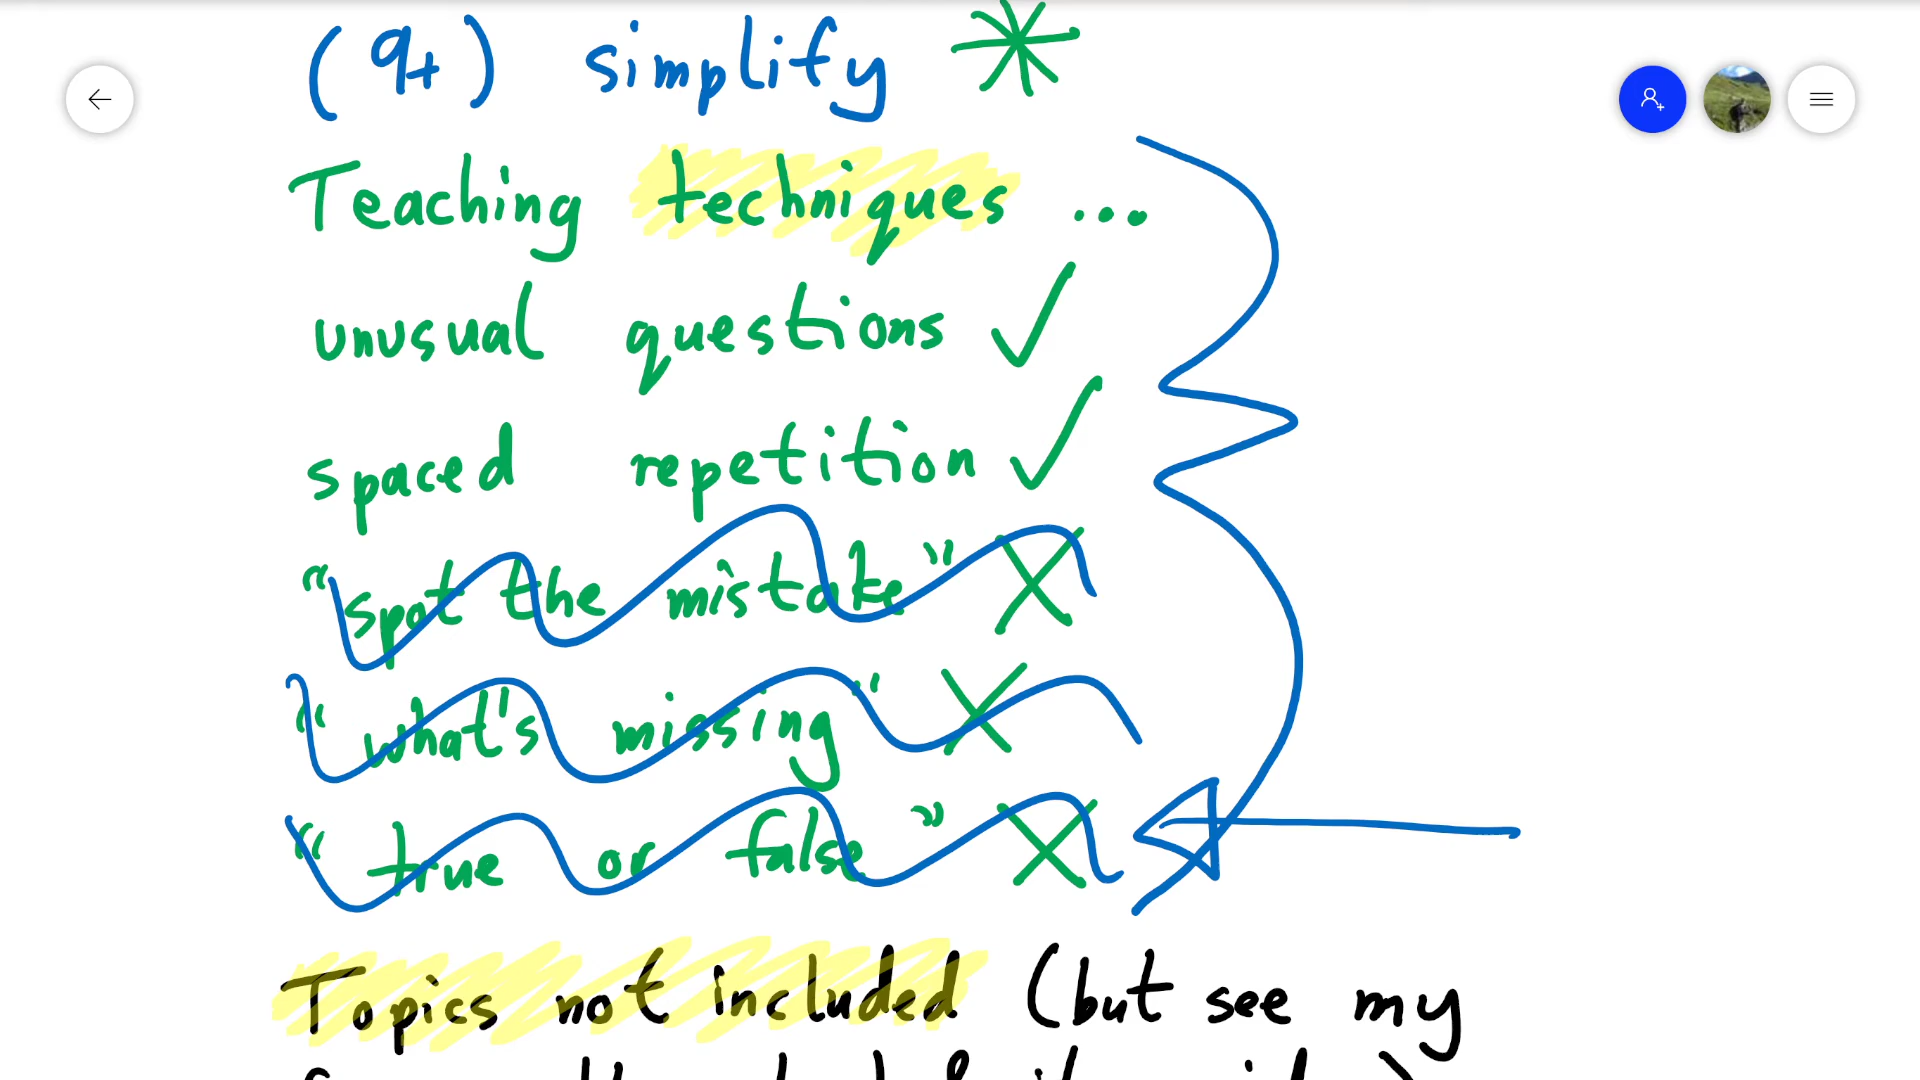 (9+) simplify *
Teaching techniques ...
unusual questions ✓
spaced repetition ✓
"spot the mistake" X
"what's missing" X
"true or false" X
Topics not included (but see my